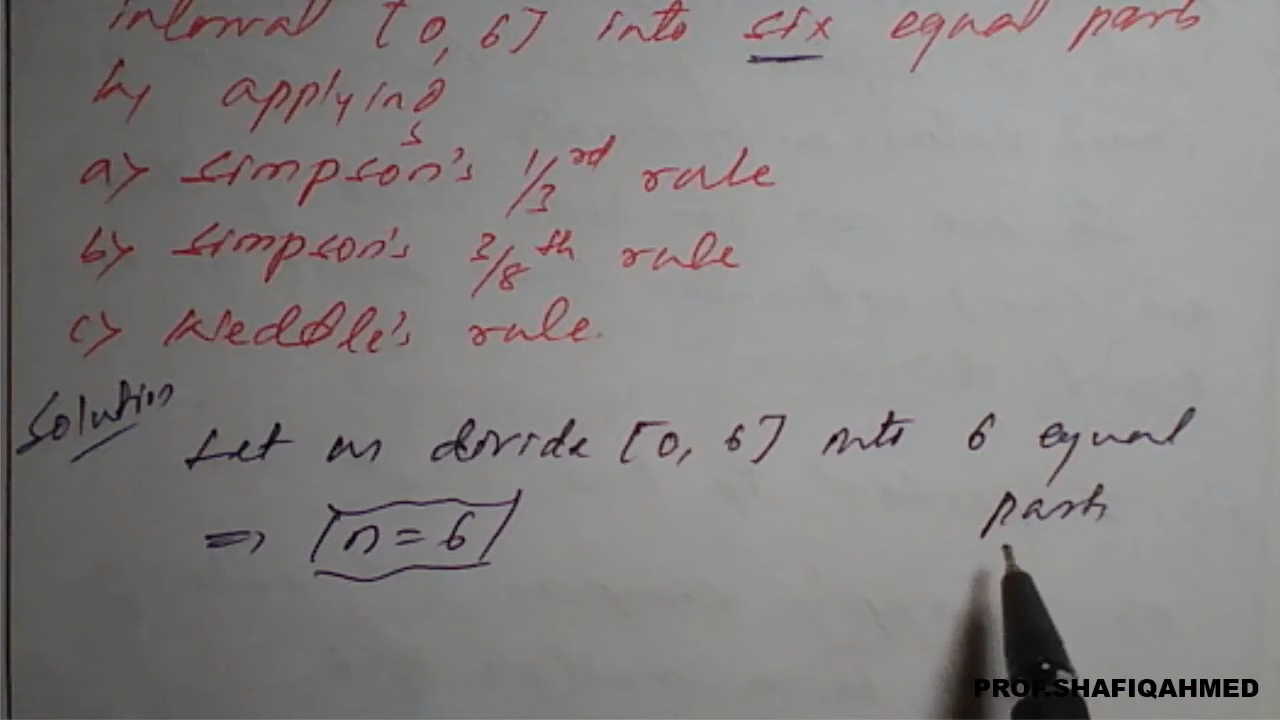 interval [0, 6] into six equal parts
by applying
a) Simpson's 1/3rd rule
b) Simpson's 3/8th rule
c) Weddle's rule.
Solution
Let us divide [0, 6] into 6 equal
parts
⇒ n = 6
PROF.SHAFIQAHMED